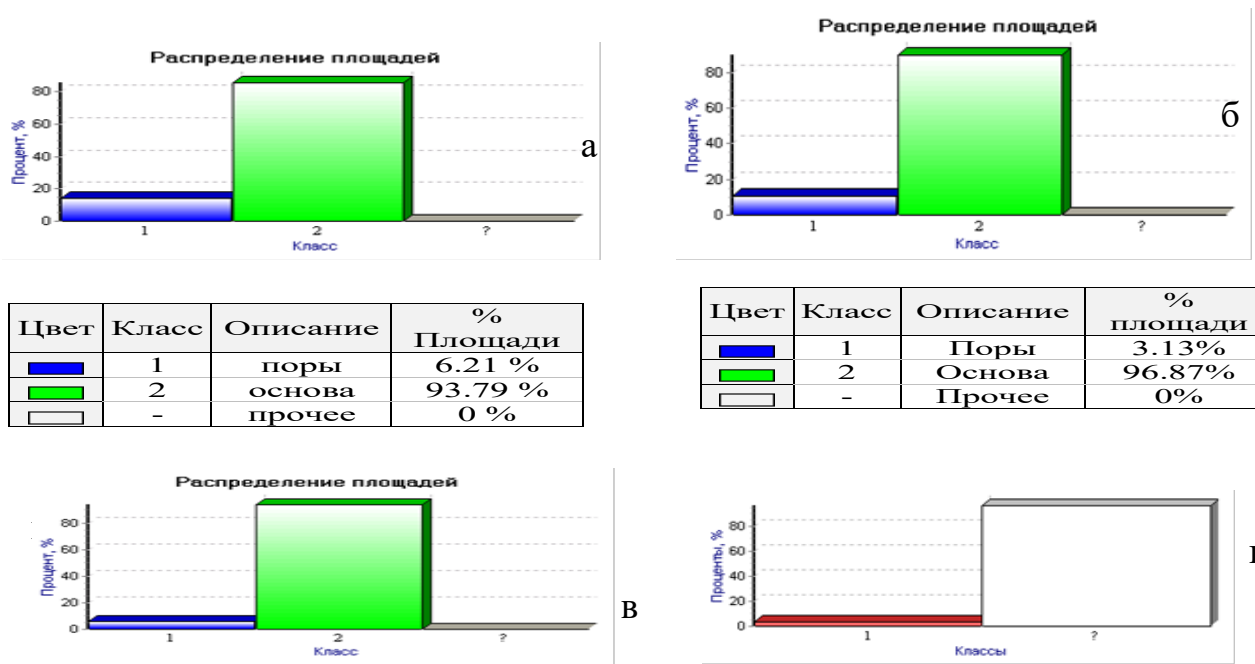 Распределение площадей
Процент, %
80
60
40
20
0
1 2 ?
Класс
а
Распределение площадей
80
60
40
20
0
Процент, %
1 2 ?
Класс
б
Цвет Класс Описание % Площади
1 поры 6.21 %
2 основа 93.79 %
- прочее 0 %
Цвет Класс Описание % площади
1 Поры 3.13%
2 Основа 96.87%
- Прочее 0%
Распределение площадей
Процент, %
80
60
40
20
0
1 2 ?
Класс
в
Проценты, %
80
60
40
20
0
1 ?
Классы